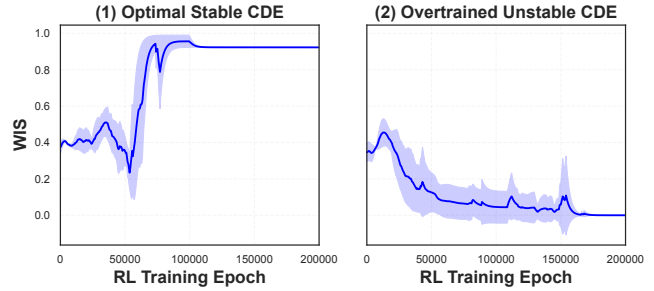 (1) Optimal Stable CDE
(2) Overtrained Unstable CDE
WIS
1.0
0.8
0.6
0.4
0.2
0.0
0 50000 100000 150000 200000
0 50000 100000 150000 200000
RL Training Epoch
RL Training Epoch